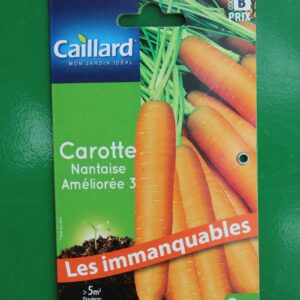 B
PRIX
Caillard
MON JARDIN IDÉAL
Carotte
Nantaise
Améliorée 3
Les immanquables
> 5m²